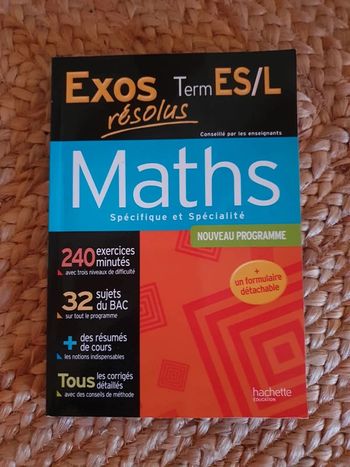 Exos Term ES/L
résolus
Conseillé par les enseignants
Maths
Spécifique et Spécialité
NOUVEAU PROGRAMME
240 exercices
minutés
avec trois niveaux de difficulté
+
un formulaire
détachable
32 sujets
du BAC
sur tout le programme
+ des résumés
de cours
les notions indispensables
Tous les corrigés
détaillés
avec des conseils de méthode
hachette
ÉDUCATION